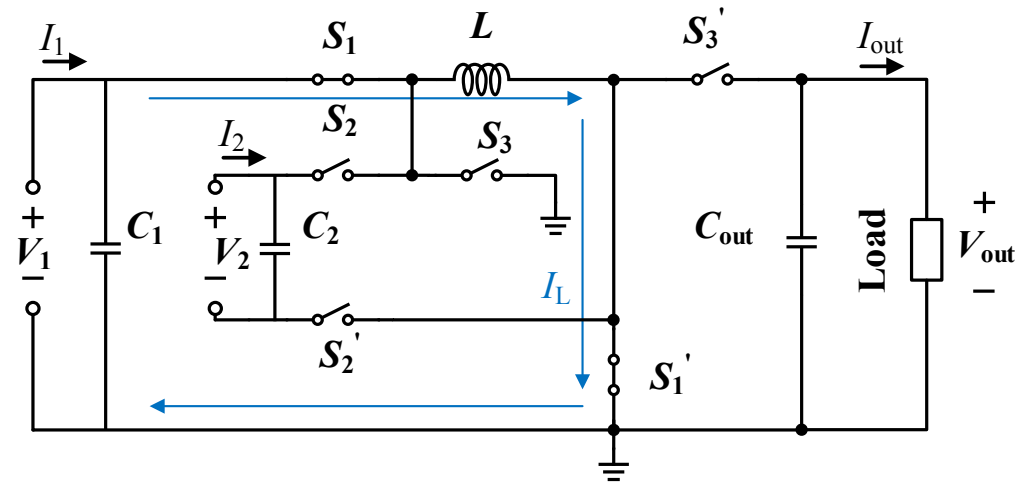 I1
S1
L
S3'
Iout
S2
I2
S3
+
V1
−
C1
+
V2
−
C2
Cout
Load
+
Vout
−
IL
S2'
S1'